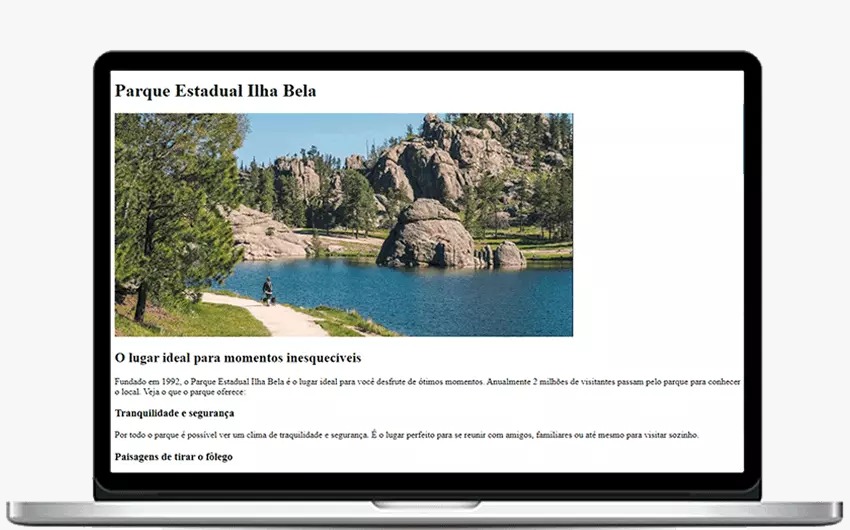 Parque Estadual Ilha Bela
O lugar ideal para momentos inesquecíveis
Fundado em 1992, o Parque Estadual Ilha Bela é o lugar ideal para você desfrute de ótimos momentos. Anualmente 2 milhões de visitantes passam pelo parque para conhecer
o local. Veja o que o parque oferece:
Tranquilidade e segurança
Por todo o parque é possível ver um clima de traquilidade e segurança. É o lugar perfeito para se reunir com amigos, familiares ou até mesmo para visitar sozinho.
Paisagens de tirar o fôlego